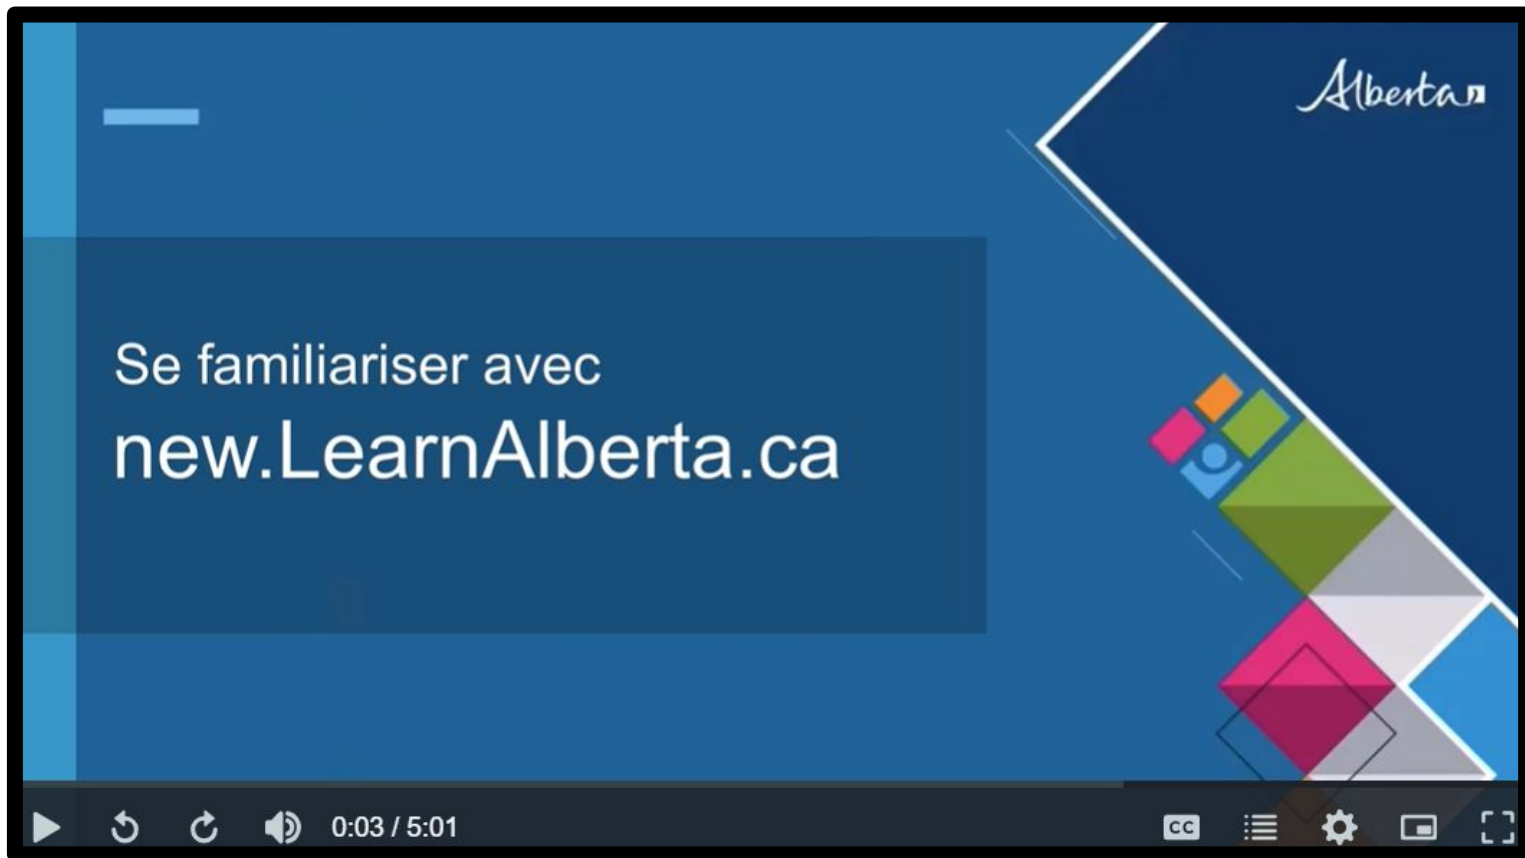 Alberta
Se familiariser avec
new.LearnAlberta.ca
0:03 / 5:01
CC